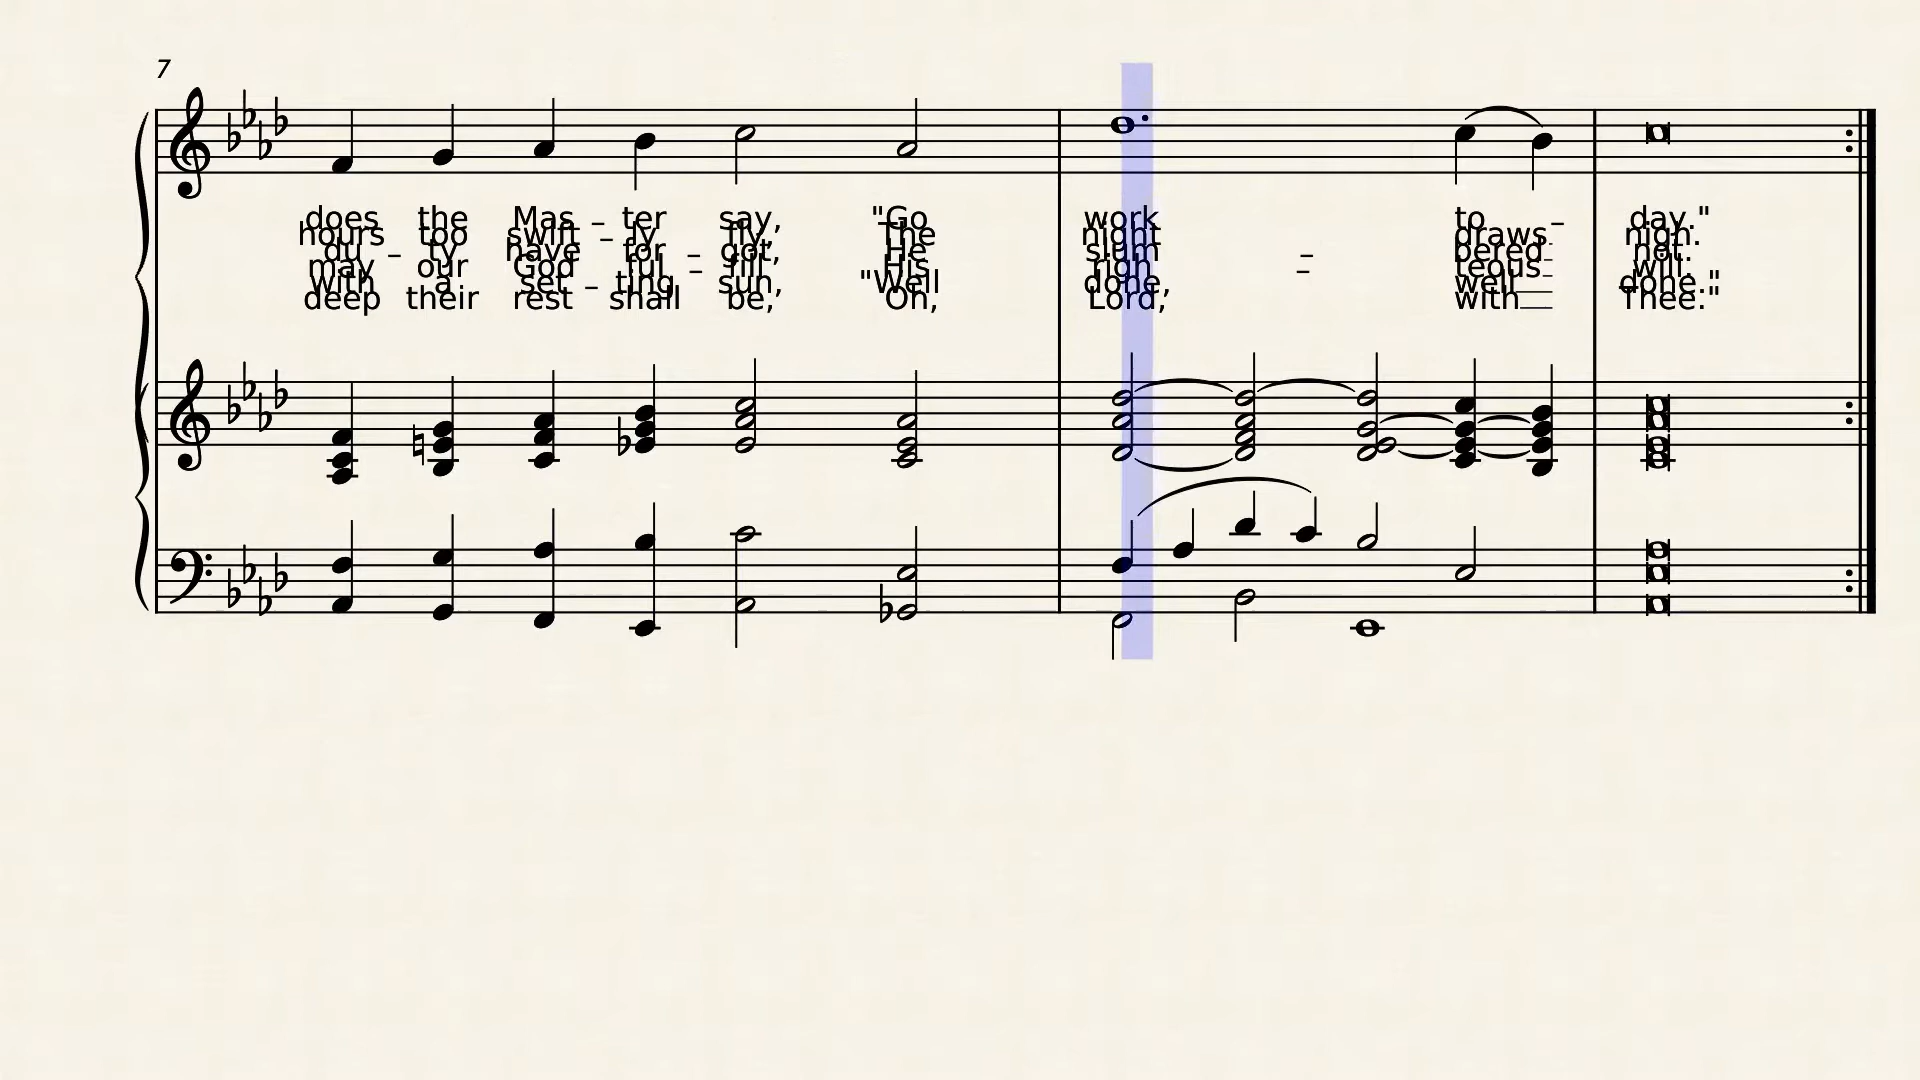 7
does the Mas – ter say, "Go work to – day."
hours too swift – ly fly, The night draws nigh.
du – ty have for – got, He slum – bered not.
may our God ful – fill His righ – teous will.
with a set – ting sun, "Well done, well done."
deep their rest shall be, Oh, Lord, with Thee."